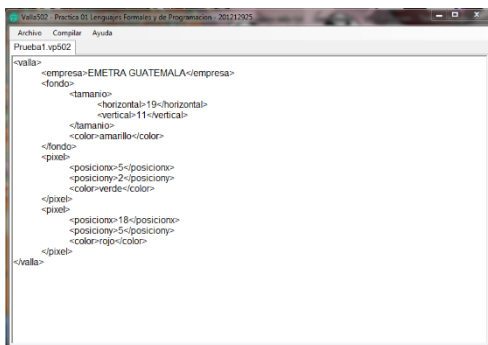 Valla502 - Practica 01 Lenguajes Formales y de Programacion - 201212925
Archivo Compilar Ayuda
Prueba1.vp502
<valla>
<empresa>EMETRA GUATEMALA</empresa>
<fondo>
<tamanio>
<horizontal>19</horizontal>
<vertical>11</vertical>
</tamanio>
<color>amarillo</color>
</fondo>
<pixel>
<posicionx>5</posicionx>
<posiciony>2</posiciony>
<color>verde</color>
</pixel>
<pixel>
<posicionx>18</posicionx>
<posiciony>5</posiciony>
<color>rojo</color>
</pixel>
</valla>